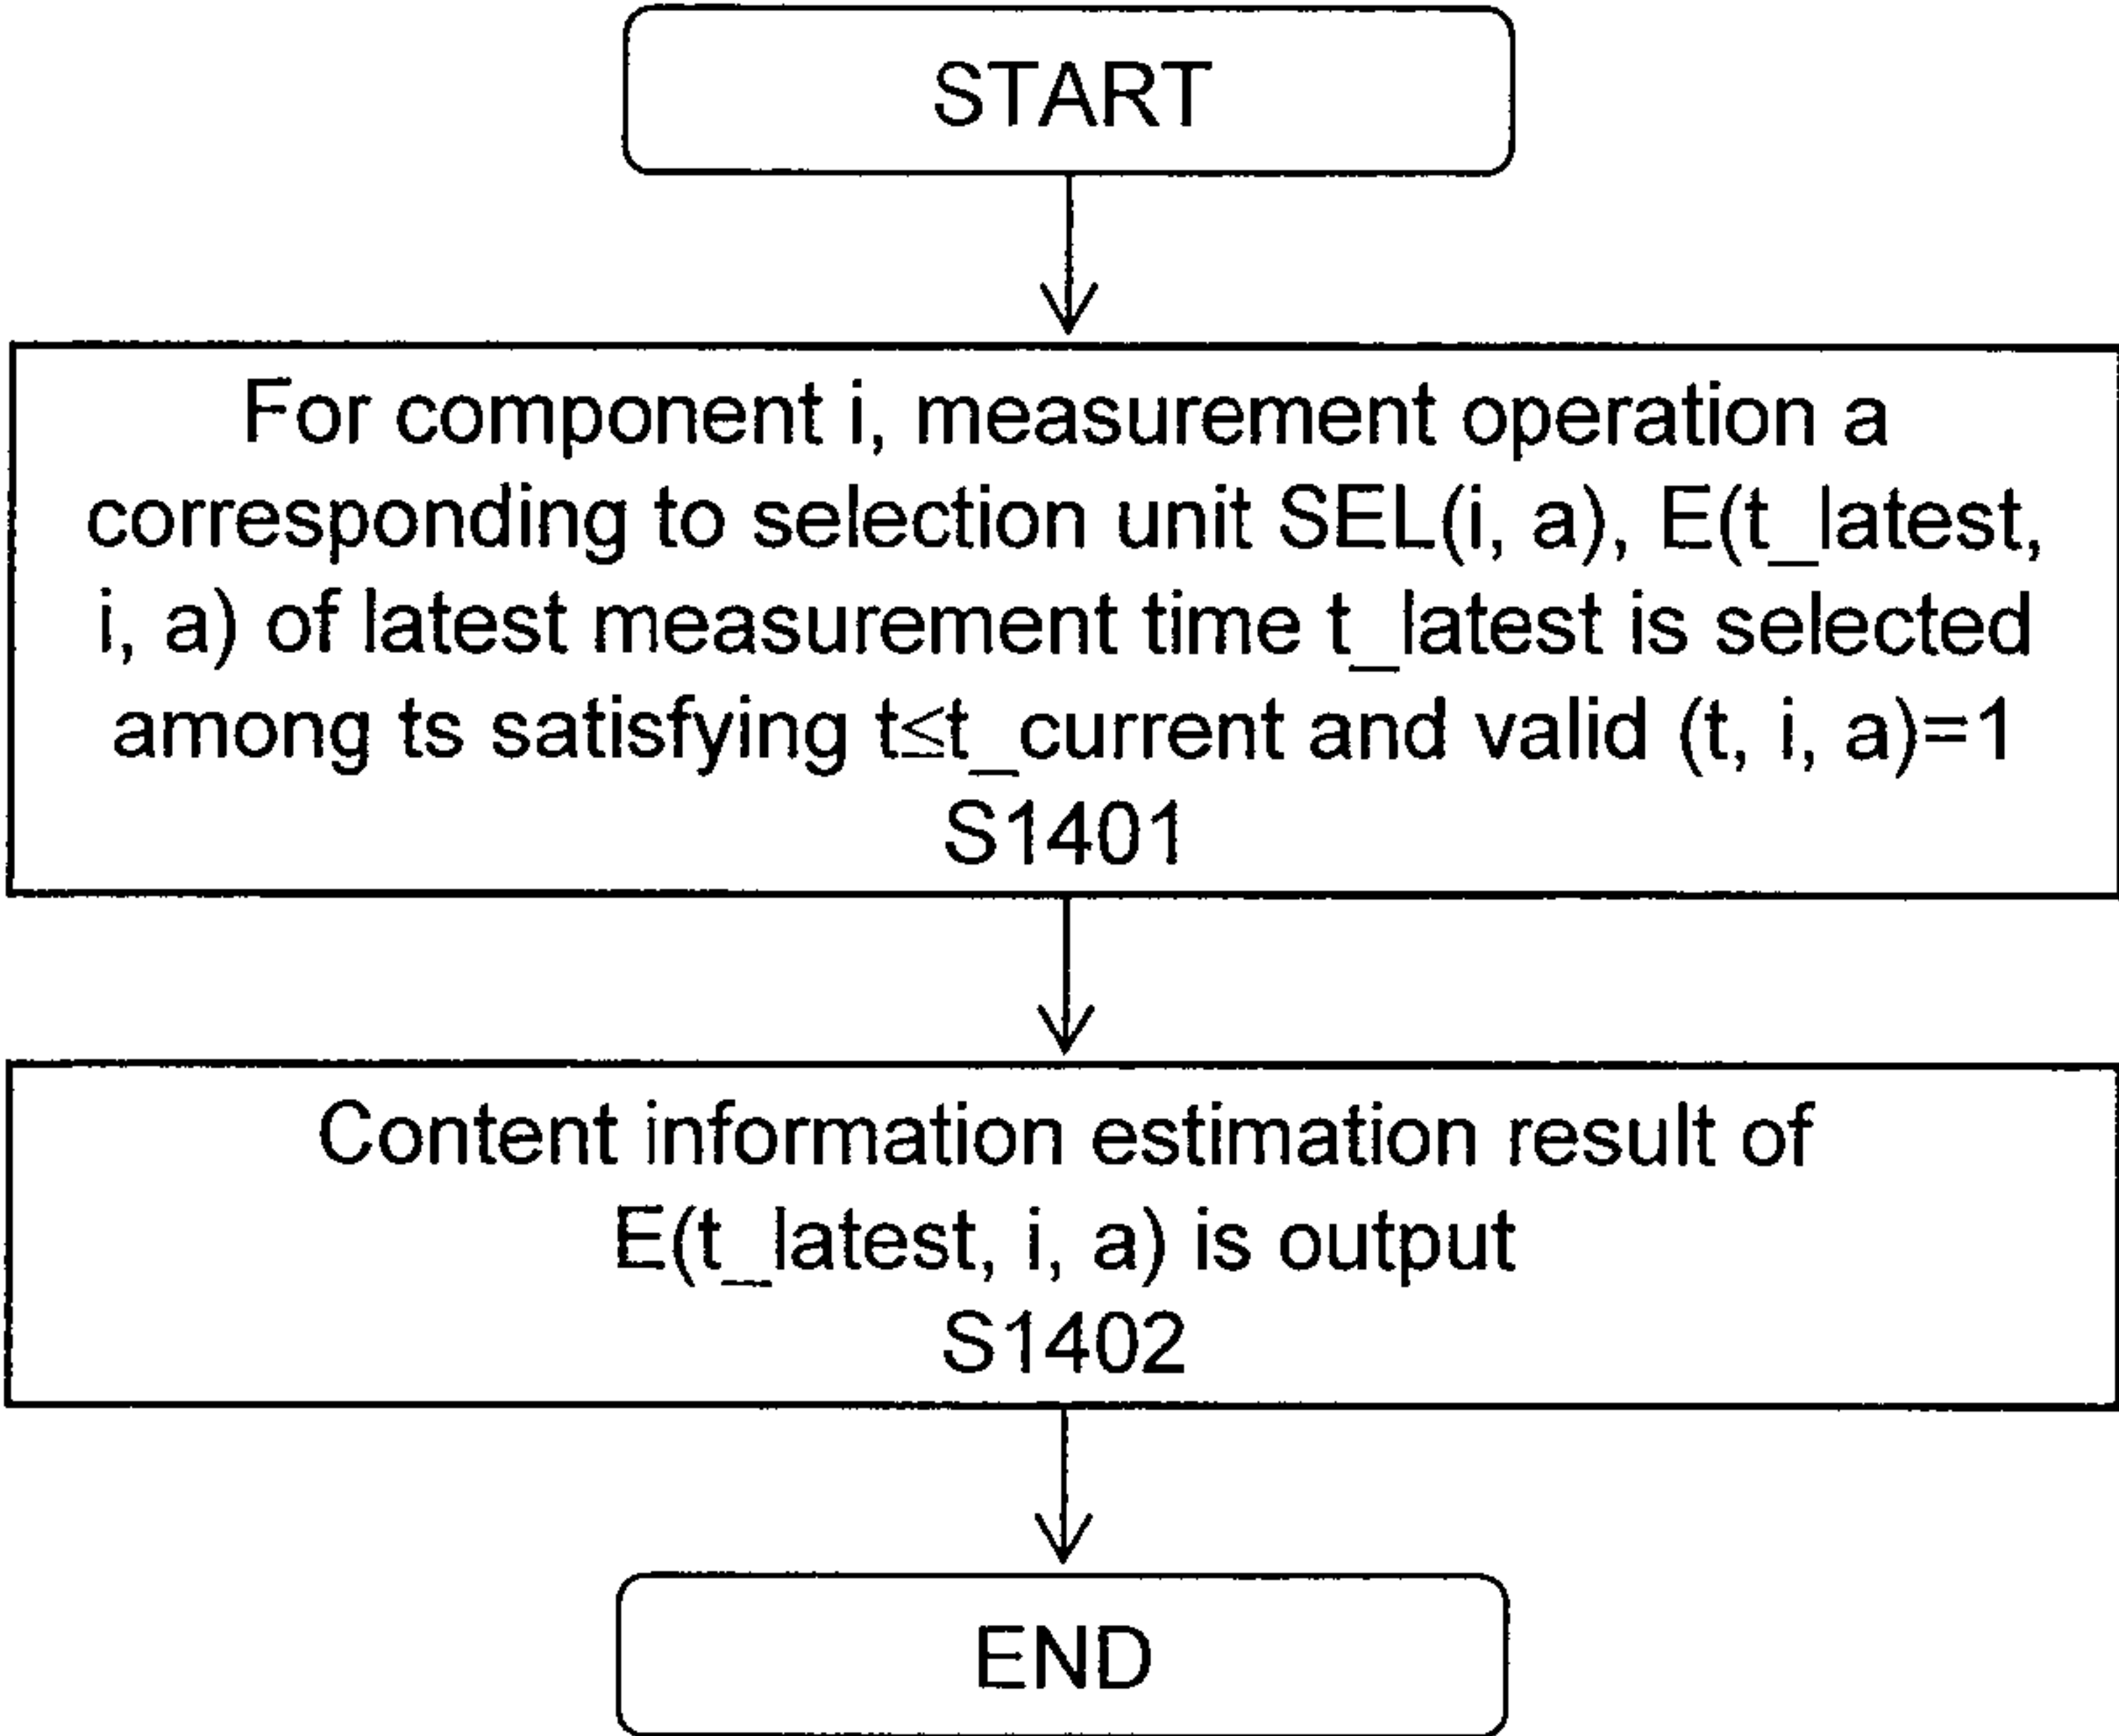 START
For component i, measurement operation a
corresponding to selection unit SEL(i, a), E(t_latest,
i, a) of latest measurement time t_latest is selected
among ts satisfying t≤t_current and valid (t, i, a)=1
S1401
Content information estimation result of
E(t_latest, i, a) is output
S1402
END